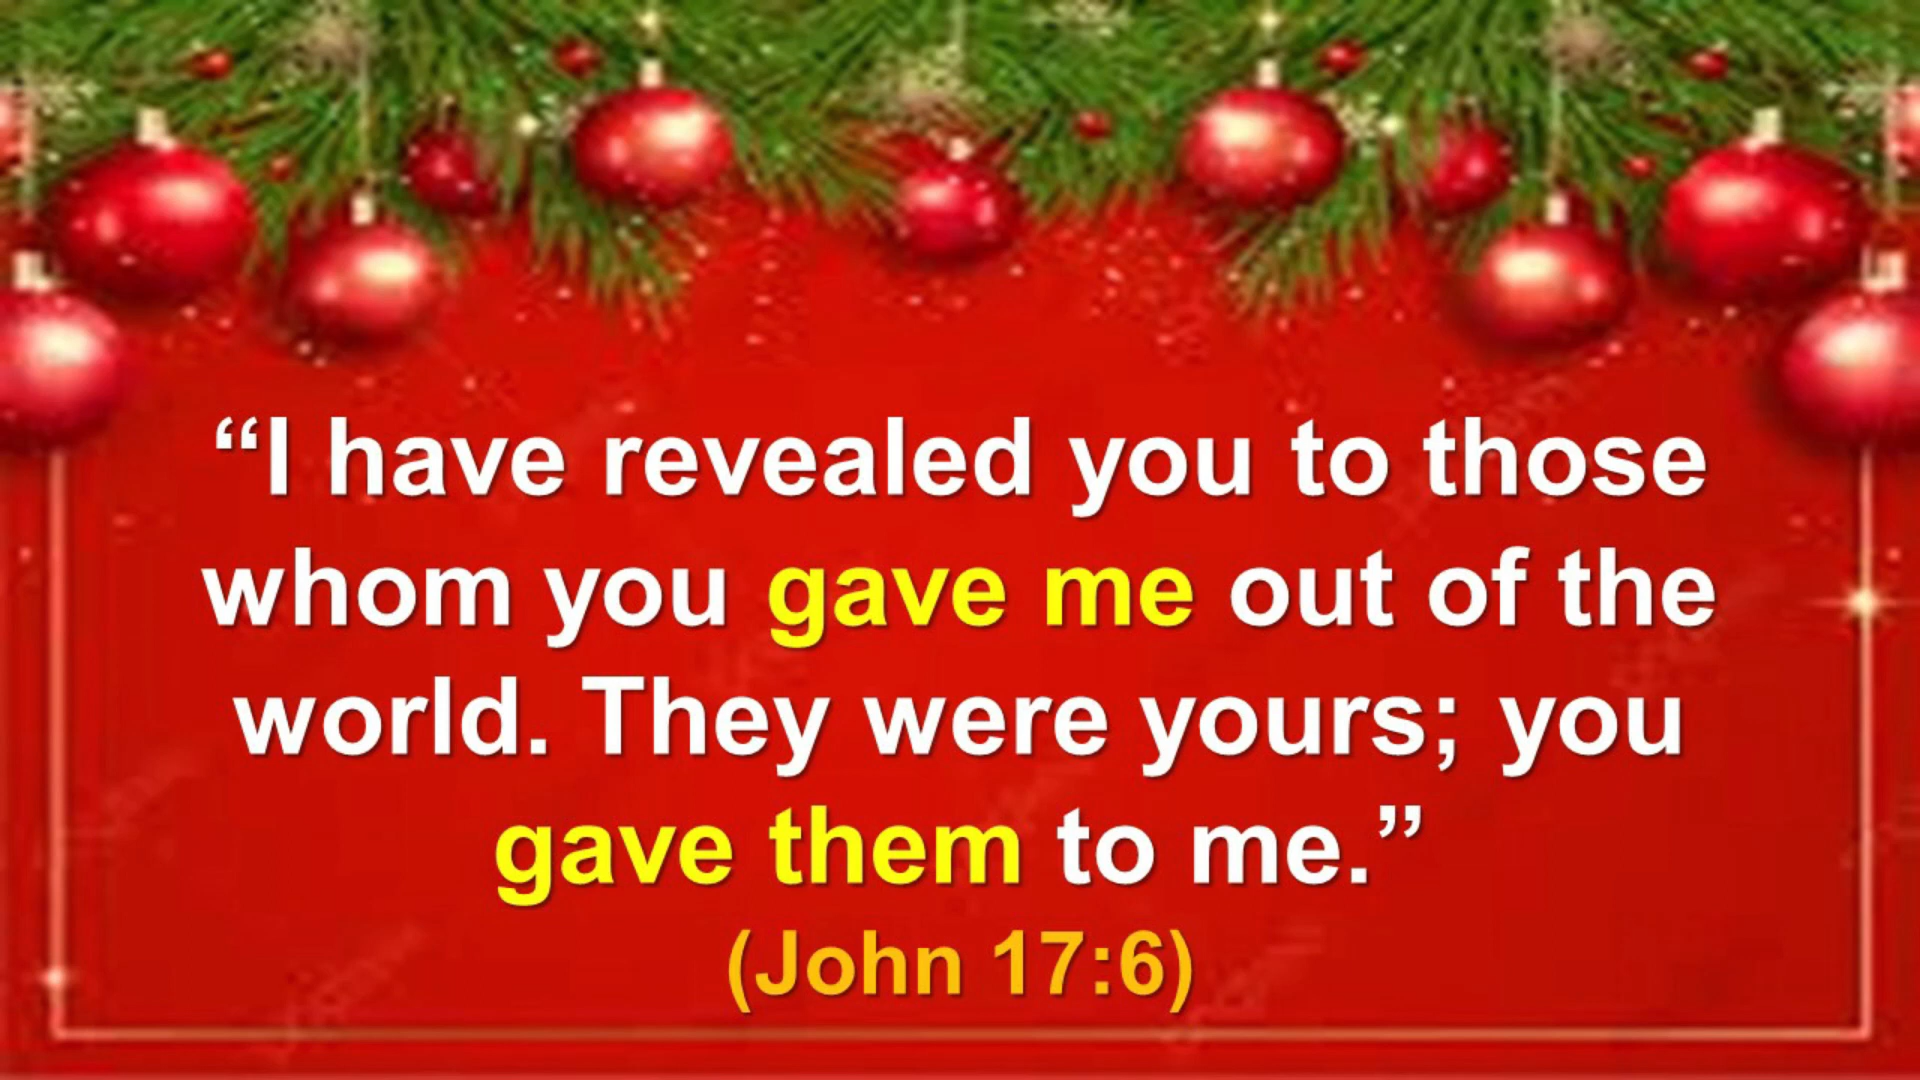 “I have revealed you to those
whom you gave me out of the
world. They were yours; you
gave them to me.”
(John 17:6)